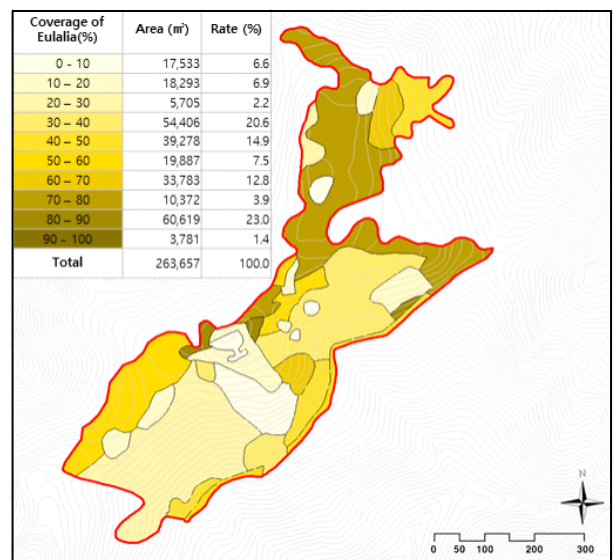 Coverage of Eulalia(%) Area (㎡) Rate (%)
0 - 10 17,533 6.6
10 – 20 18,293 6.9
20 – 30 5,705 2.2
30 – 40 54,406 20.6
40 – 50 39,278 14.9
50 – 60 19,887 7.5
60 – 70 33,783 12.8
70 – 80 10,372 3.9
80 – 90 60,619 23.0
90 - 100 3,781 1.4
Total 263,657 100.0
N
0 50 100 200 300